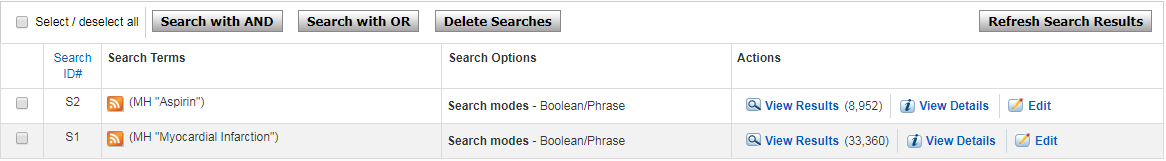 Select / deselect all Search with AND Search with OR Delete Searches Refresh Search Results
Search ID# Search Terms Search Options Actions
S2 (MH "Aspirin") Search modes - Boolean/Phrase View Results (8,952) View Details Edit
S1 (MH "Myocardial Infarction") Search modes - Boolean/Phrase View Results (33,360) View Details Edit